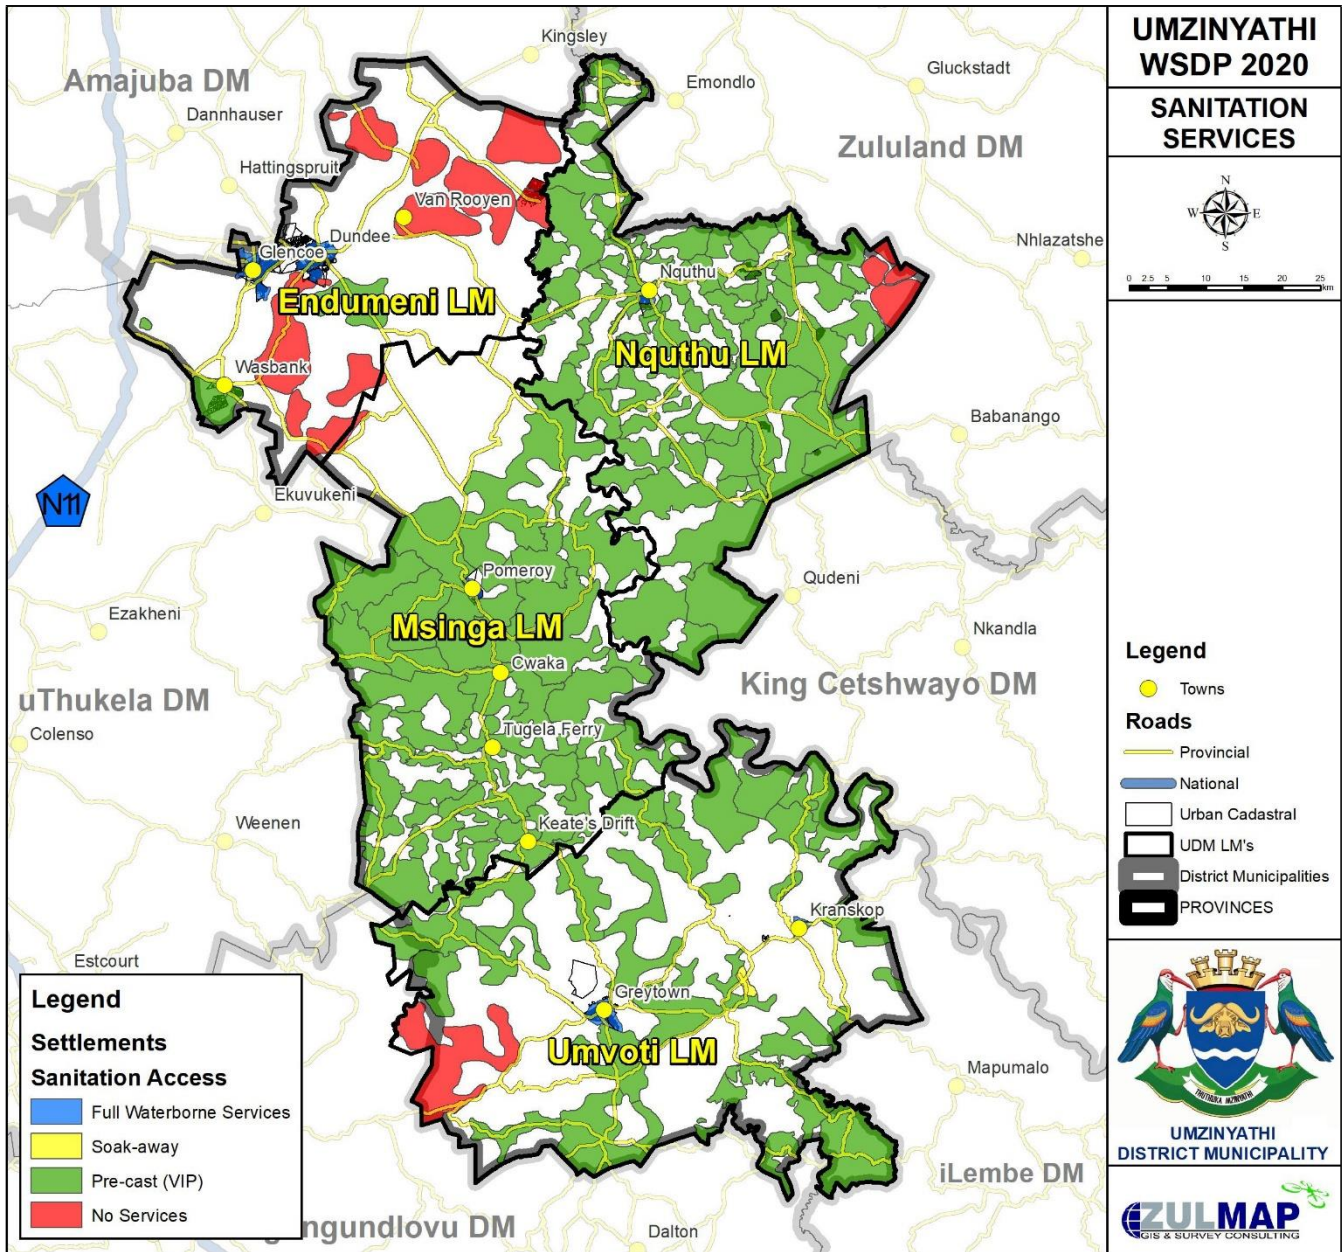 UMZINYATHI
WSDP 2020
SANITATION
SERVICES
N
W E
S
0 2.5 5 10 15 20 25
km
Kingsley
Gluckstadt
Amajuba DM
Emondlo
Dannhauser
Zululand DM
Hattingspruit
Van Rooyen
Dundee
Nhlazatshe
Glencoe
Nquthu
Endumeni LM
Nquthu LM
Wasbank
Babanango
N11
Ekuvukeni
Pomeroy
Qudeni
Ezakheni
Msinga LM
Nkandla
Cwaka
King Cetshwayo DM
uThukela DM
Colenso
Tugela Ferry
Weenen
Keate's Drift
Kranskop
Estcourt
Greytown
Umvoti LM
Mapumalo
iLembe DM
ngundlovu DM
Dalton
Legend
Settlements
Sanitation Access
Full Waterborne Services
Soak-away
Pre-cast (VIP)
No Services
Legend
Towns
Roads
Provincial
National
Urban Cadastral
UDM LM's
District Municipalities
PROVINCES
THUTHUKA MZINYATHI
UMZINYATHI
DISTRICT MUNICIPALITY
ZULMAP
GIS & SURVEY CONSULTING